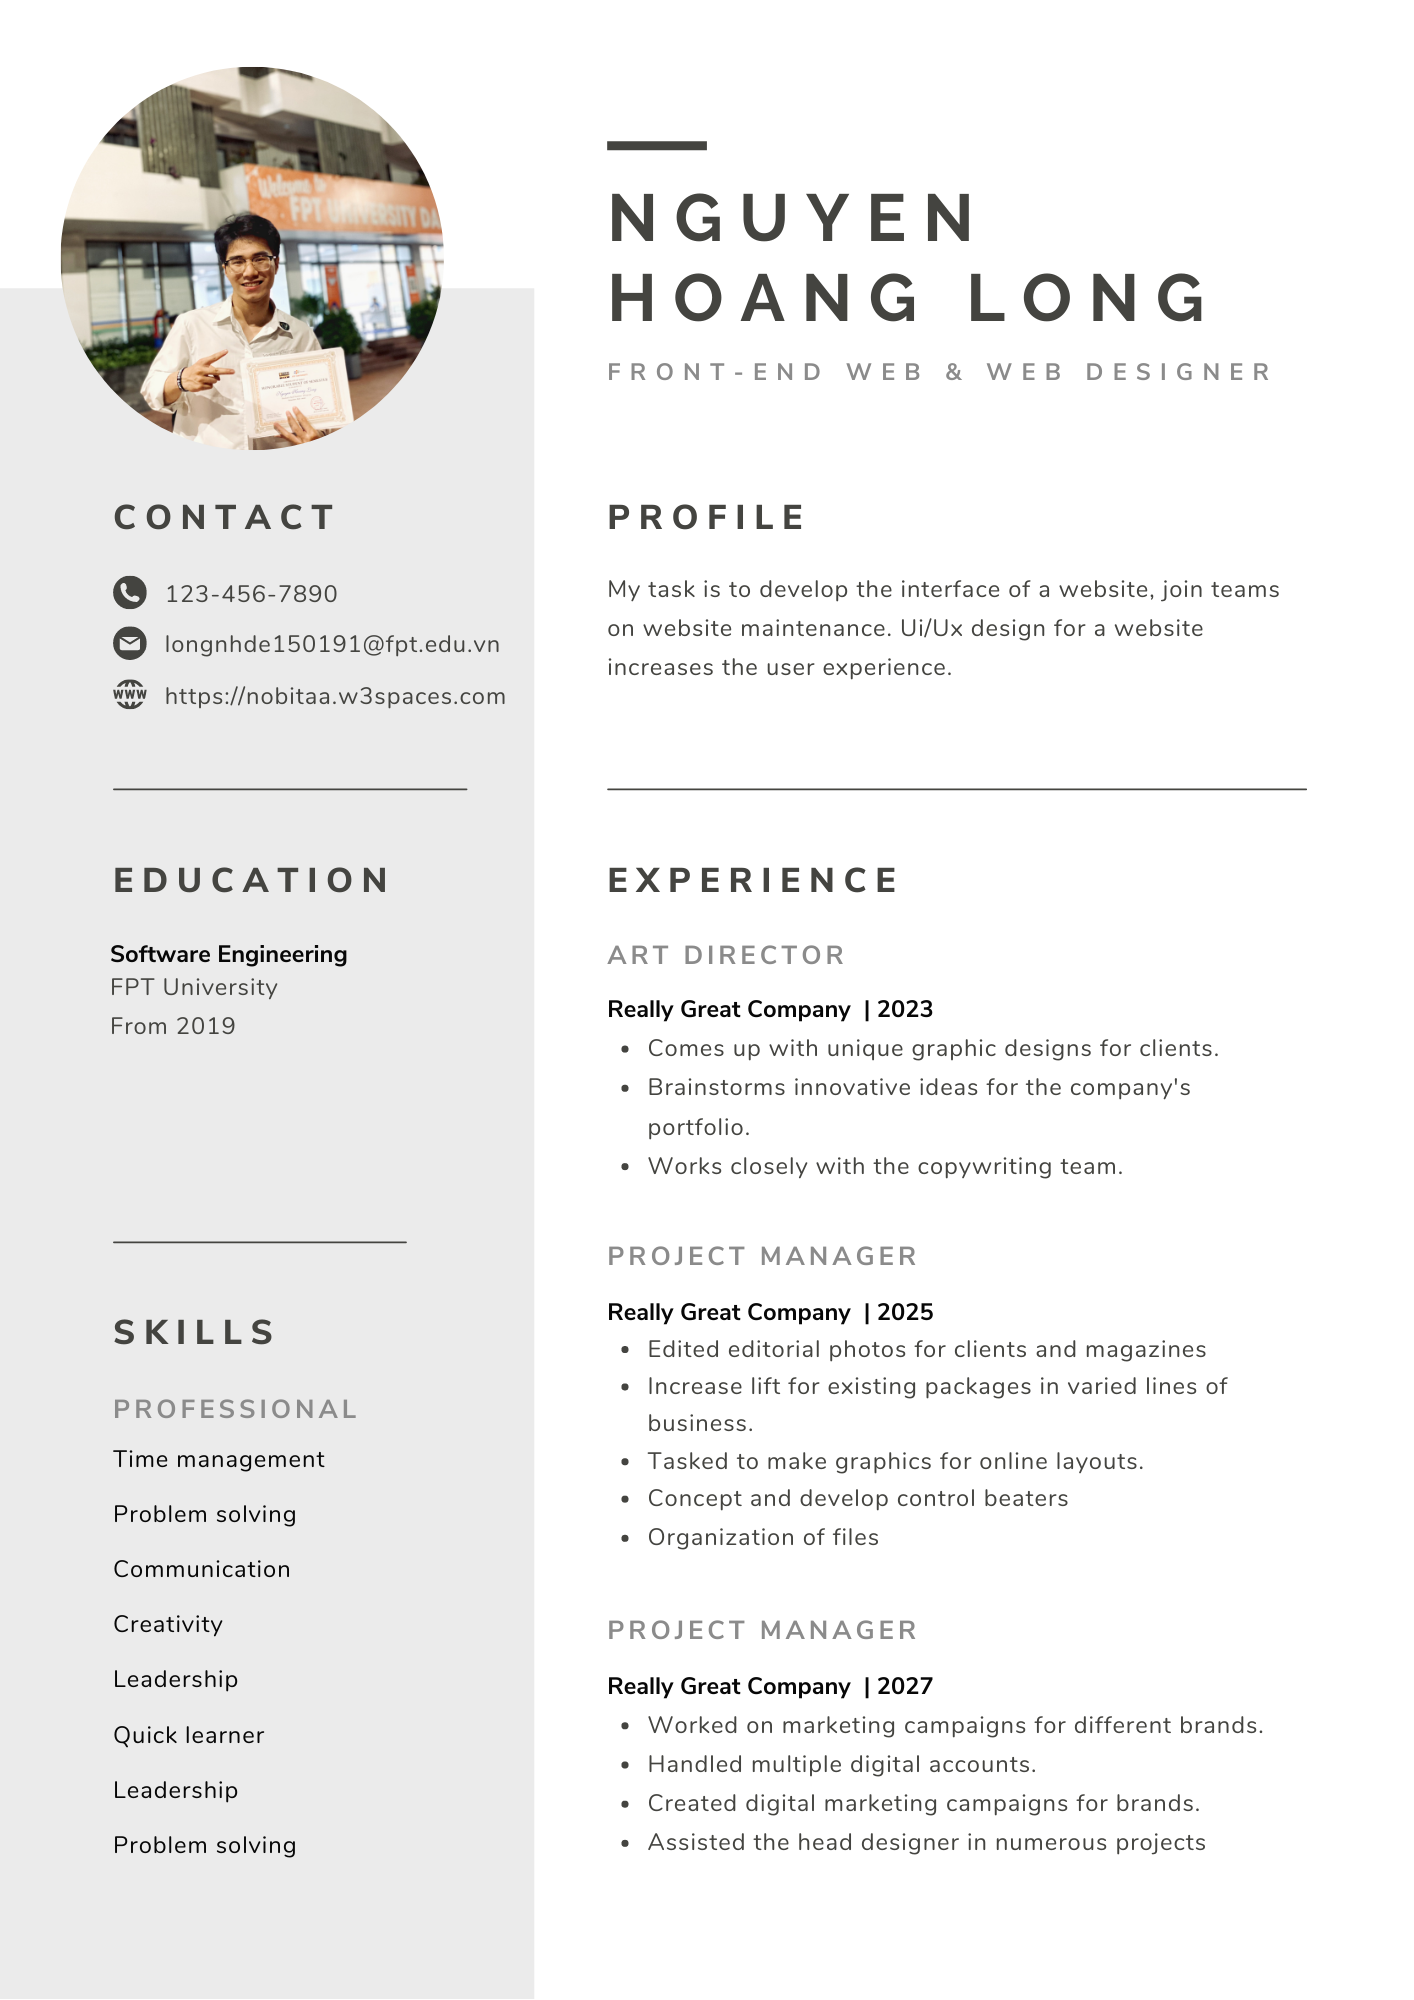 Welcome to
FPT UNIVERSITY DA
NGUYEN
HOANG LONG
FRONT-END WEB & WEB DESIGNER
CONTACT
123-456-7890
longnhde150191@fpt.edu.vn
www
https://nobitaa.w3spaces.com
EDUCATION
Software Engineering
FPT University
From 2019
SKILLS
PROFESSIONAL
Time management
Problem solving
Communication
Creativity
Leadership
Quick learner
Leadership
Problem solving
PROFILE
My task is to develop the interface of a website, join teams
on website maintenance. Ui/Ux design for a website
increases the user experience.
EXPERIENCE
ART DIRECTOR
Really Great Company | 2023
• Comes up with unique graphic designs for clients.
• Brainstorms innovative ideas for the company's
portfolio.
• Works closely with the copywriting team.
PROJECT MANAGER
Really Great Company | 2025
• Edited editorial photos for clients and magazines
• Increase lift for existing packages in varied lines of
business.
• Tasked to make graphics for online layouts.
• Concept and develop control beaters
• Organization of files
PROJECT MANAGER
Really Great Company | 2027
• Worked on marketing campaigns for different brands.
• Handled multiple digital accounts.
• Created digital marketing campaigns for brands.
• Assisted the head designer in numerous projects